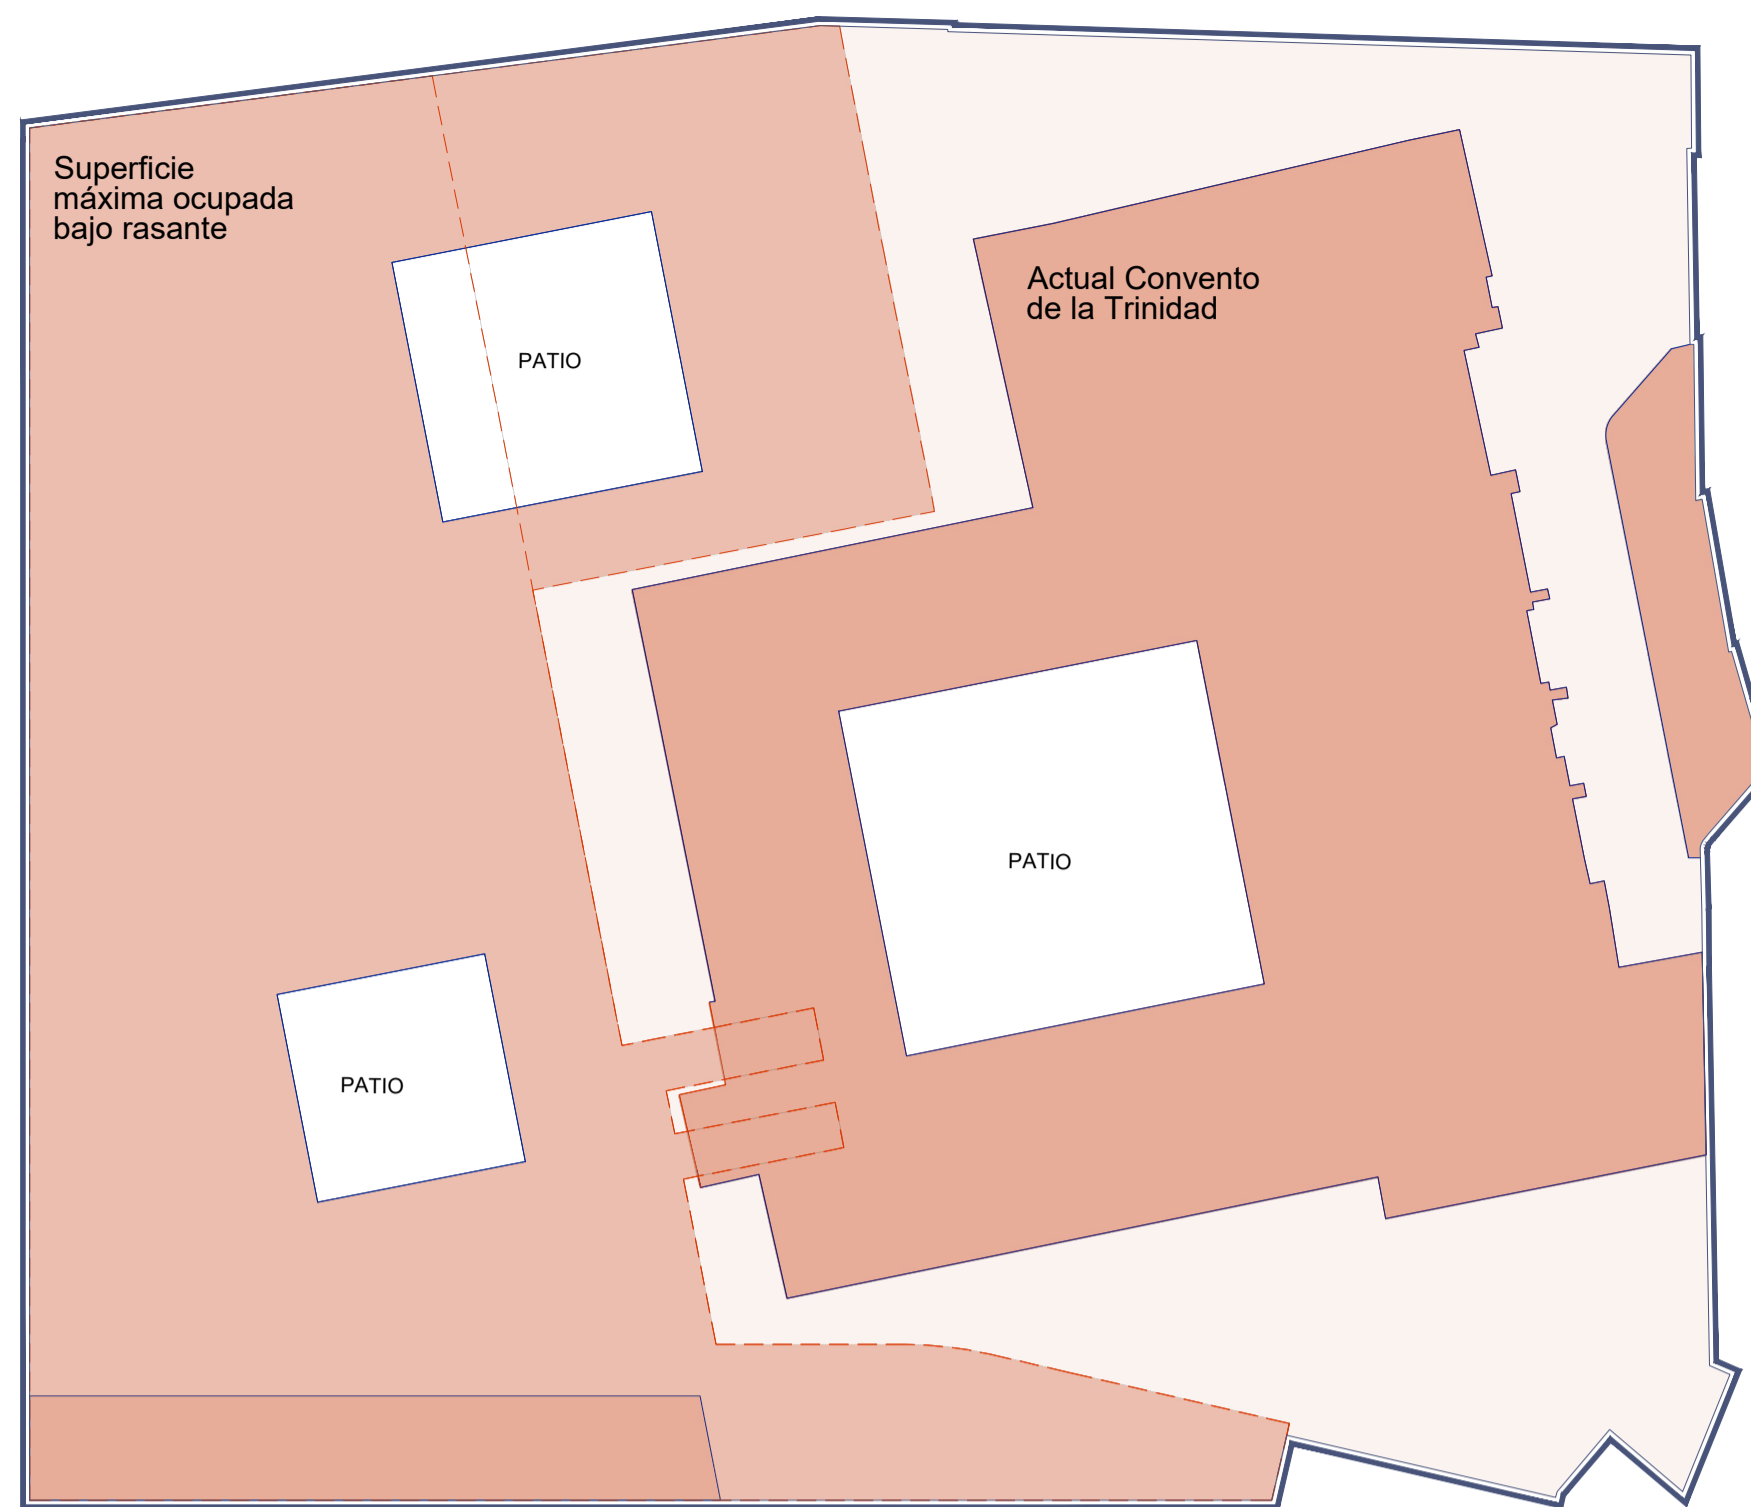 Superficie
máxima ocupada
bajo rasante
Actual Convento
de la Trinidad
PATIO
PATIO
PATIO